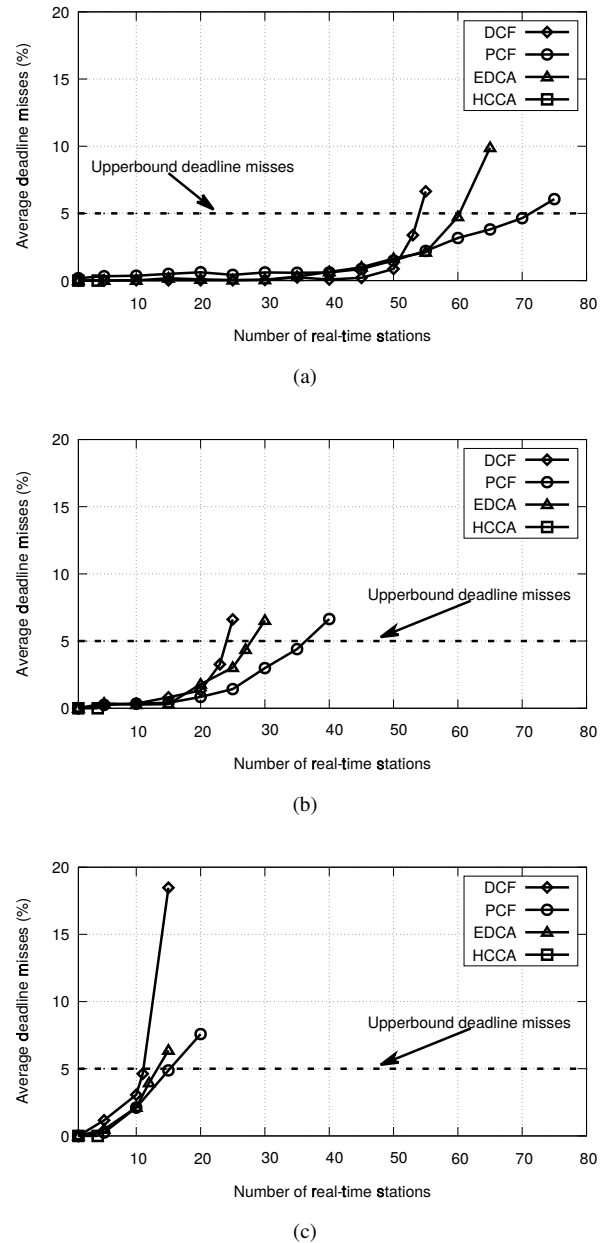 20
15
10
5
0
Average deadline misses (%)
DCF
PCF
EDCA
HCCA
Upperbound deadline misses
10 20 30 40 50 60 70 80
Number of real-time stations
(a)
20
15
10
5
0
Average deadline misses (%)
DCF
PCF
EDCA
HCCA
Upperbound deadline misses
10 20 30 40 50 60 70 80
Number of real-time stations
(b)
20
15
10
5
0
Average deadline misses (%)
DCF
PCF
EDCA
HCCA
Upperbound deadline misses
10 20 30 40 50 60 70 80
Number of real-time stations
(c)